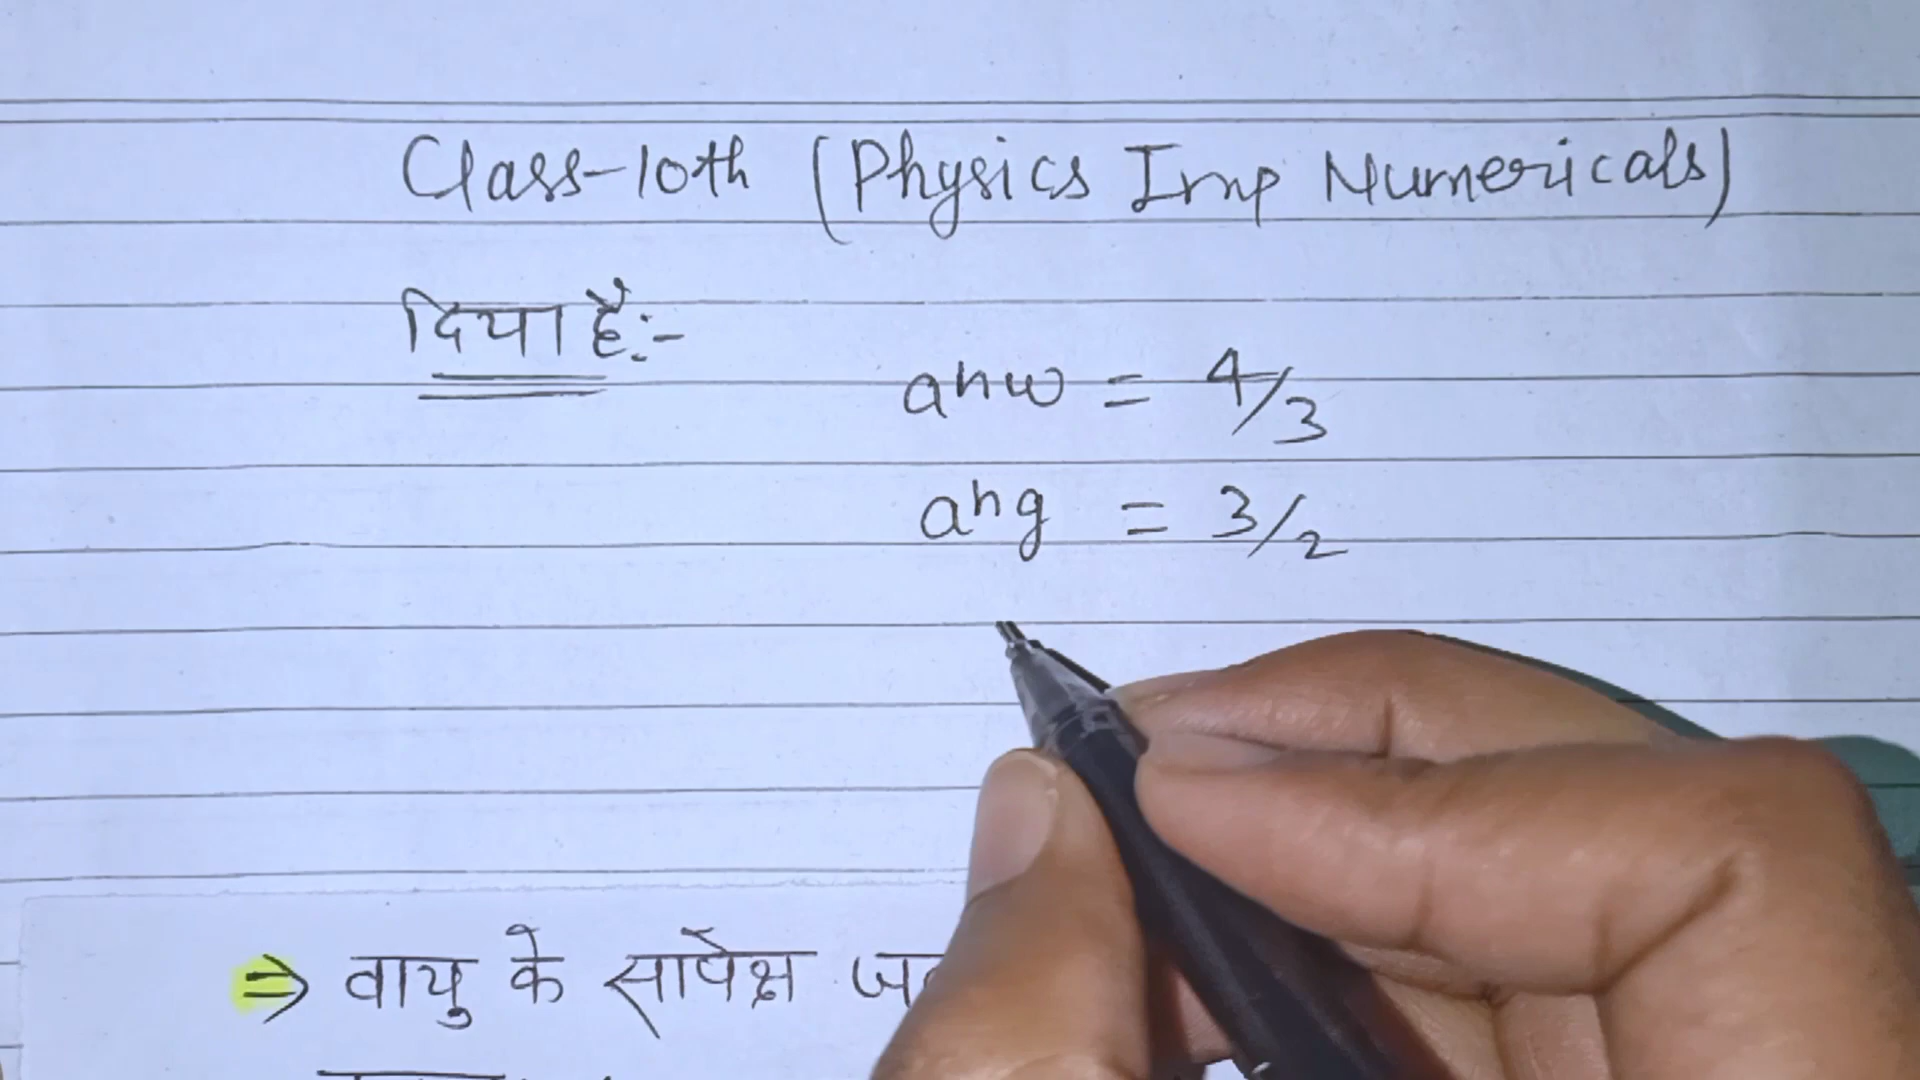 Class-10th (Physics Imp Numericals)
दिया है:-
anw = 4/3
ang = 3/2
⇒ वायु के सापेक्ष